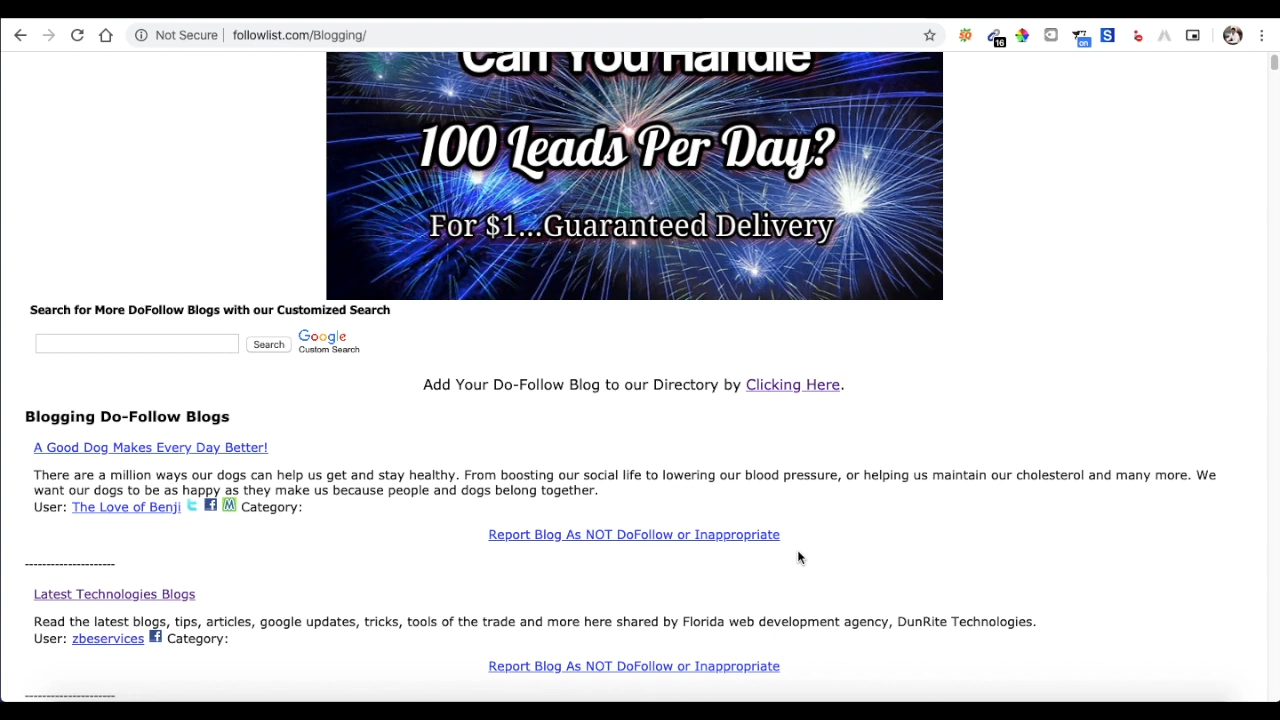 Not Secure | followlist.com/Blogging/
16
on
S
Can You Handle
100 Leads Per Day?
For $1...Guaranteed Delivery
Search for More DoFollow Blogs with our Customized Search
Search
Google
Custom Search
Add Your Do-Follow Blog to our Directory by Clicking Here.
Blogging Do-Follow Blogs
A Good Dog Makes Every Day Better!
There are a million ways our dogs can help us get and stay healthy. From boosting our social life to lowering our blood pressure, or helping us maintain our cholesterol and many more. We
want our dogs to be as happy as they make us because people and dogs belong together.
User: The Love of Benji t f M Category:
Report Blog As NOT DoFollow or Inappropriate
---------------------
Latest Technologies Blogs
Read the latest blogs, tips, articles, google updates, tricks, tools of the trade and more here shared by Florida web development agency, DunRite Technologies.
User: zbeservices f Category:
Report Blog As NOT DoFollow or Inappropriate
---------------------